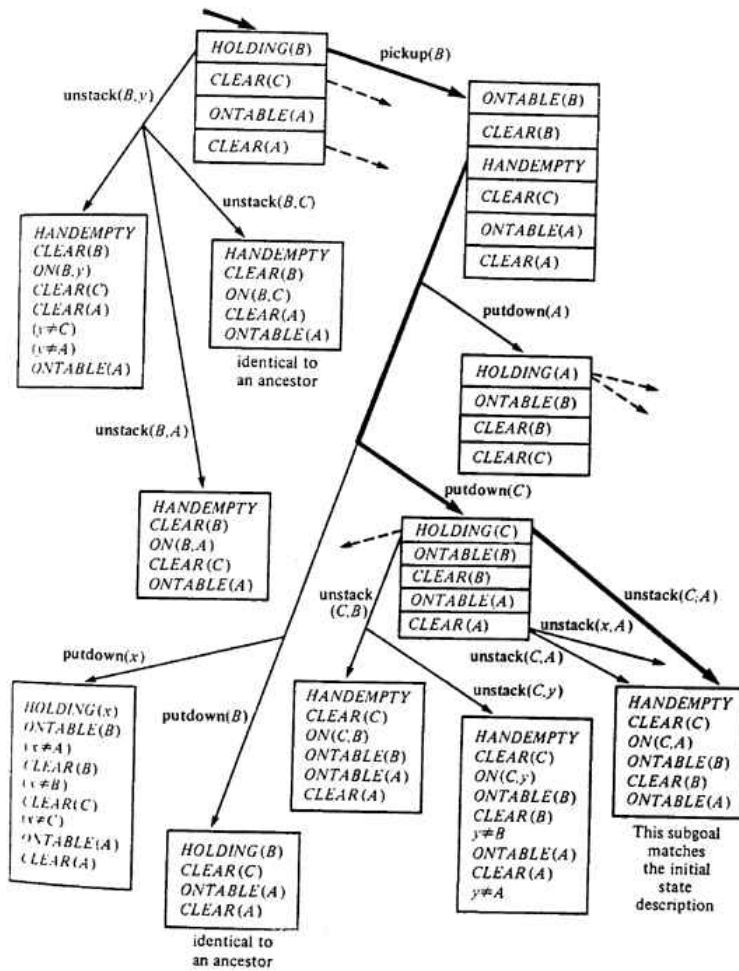 HOLDING(B)
CLEAR(C)
ONTABLE(A)
CLEAR(A)
pickup(B)
unstack(B,y)
ONTABLE(B)
CLEAR(B)
HANDEMPTY
CLEAR(C)
ONTABLE(A)
CLEAR(A)
unstack(B,C)
HANDEMPTY
CLEAR(B)
ON(B,y)
CLEAR(C)
CLEAR(A)
(y≠C)
(y≠A)
ONTABLE(A)
HANDEMPTY
CLEAR(B)
ON(B,C)
CLEAR(A)
ONTABLE(A)
identical to
an ancestor
putdown(A)
HOLDING(A)
ONTABLE(B)
CLEAR(B)
CLEAR(C)
unstack(B,A)
HANDEMPTY
CLEAR(B)
ON(B,A)
CLEAR(C)
ONTABLE(A)
putdown(C)
HOLDING(C)
ONTABLE(B)
CLEAR(B)
ONTABLE(A)
CLEAR(A)
unstack
(C,B)
unstack(C,A)
unstack(x,A)
unstack(C,A)
unstack(C,y)
putdown(x)
putdown(B)
HOLDING(x)
ONTABLE(B)
(x≠A)
CLEAR(B)
(x≠B)
CLEAR(C)
(x≠C)
ONTABLE(A)
CLEAR(A)
HOLDING(B)
CLEAR(C)
ONTABLE(A)
CLEAR(A)
identical to
an ancestor
HANDEMPTY
CLEAR(C)
ON(C,B)
ONTABLE(B)
ONTABLE(A)
CLEAR(A)
HANDEMPTY
CLEAR(C)
ON(C,y)
ONTABLE(B)
CLEAR(B)
y≠B
ONTABLE(A)
CLEAR(A)
y≠A
HANDEMPTY
CLEAR(C)
ON(C,A)
ONTABLE(B)
CLEAR(B)
ONTABLE(A)
This subgoal
matches
the initial
state
description